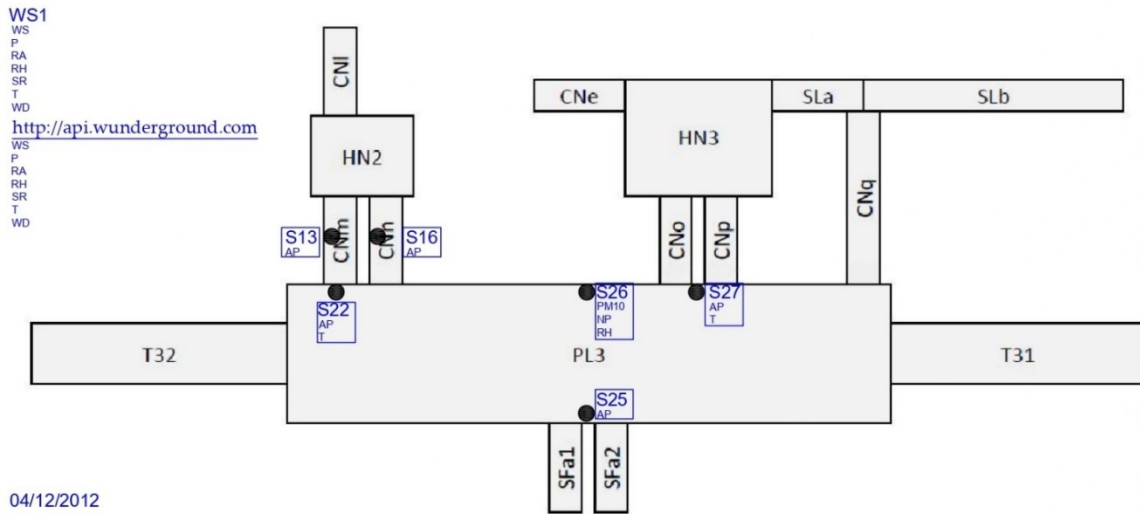 WS1
WS
P
RA
RH
SR
T
WD
http://api.wunderground.com
WS
P
RA
RH
SR
T
WD
CNl
HN2
CNm
CNn
S13
AP
S16
AP
CNe
HN3
SLa
SLb
CNo
CNp
CNq
S22
AP
T
S26
PM10
NP
RH
S27
AP
T
T32
PL3
T31
S25
AP
SFa1
SFa2
04/12/2012